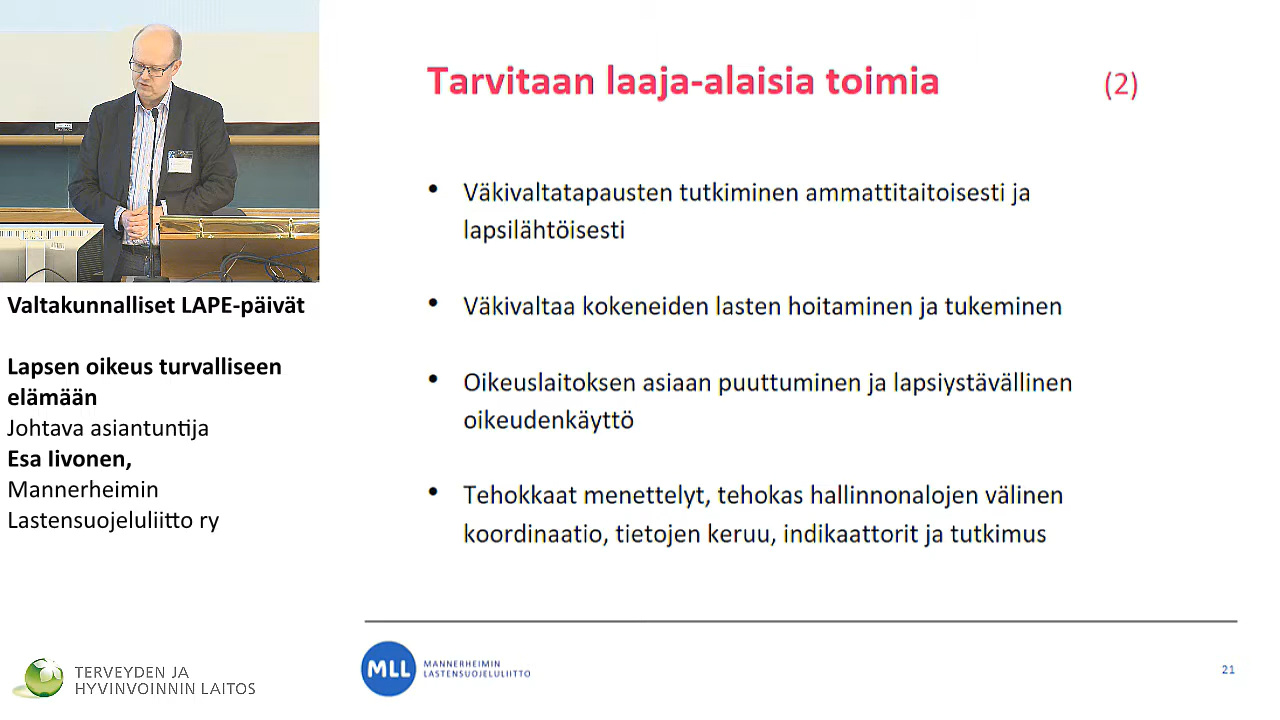 Tarvitaan laaja-alaisia toimia (2)
• Väkivaltatapausten tutkiminen ammattitaitoisesti ja
lapsilähtöisesti
• Väkivaltaa kokeneiden lasten hoitaminen ja tukeminen
• Oikeuslaitoksen asiaan puuttuminen ja lapsiystävällinen
oikeudenkäyttö
• Tehokkaat menettelyt, tehokas hallinnonalojen välinen
koordinaatio, tietojen keruu, indikaattorit ja tutkimus
Valtakunnalliset LAPE-päivät
Lapsen oikeus turvalliseen
elämään
Johtava asiantuntija
Esa Iivonen,
Mannerheimin
Lastensuojeluliitto ry
TERVEYDEN JA
HYVINVOINNIN LAITOS
MLL
MANNERHEIMIN
LASTENSUOJELULIITTO
21